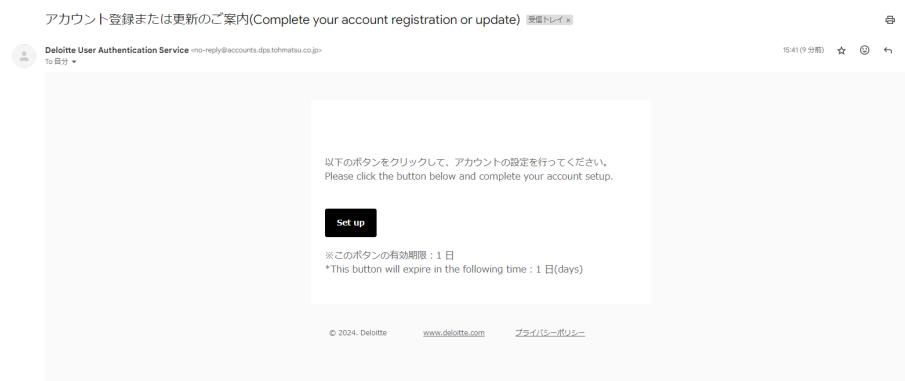 アカウント登録または更新のご案内(Complete your account registration or update) 受信トレイ ×
Deloitte User Authentication Service <no-reply@accounts.dps.tohmatsu.co.jp>
15:41 (9 分前)
To 自分
以下のボタンをクリックして、アカウントの設定を行ってください。
Please click the button below and complete your account setup.
Set up
※このボタンの有効期限：1 日
*This button will expire in the following time : 1 日(days)
© 2024. Deloitte www.deloitte.com プライバシーポリシー